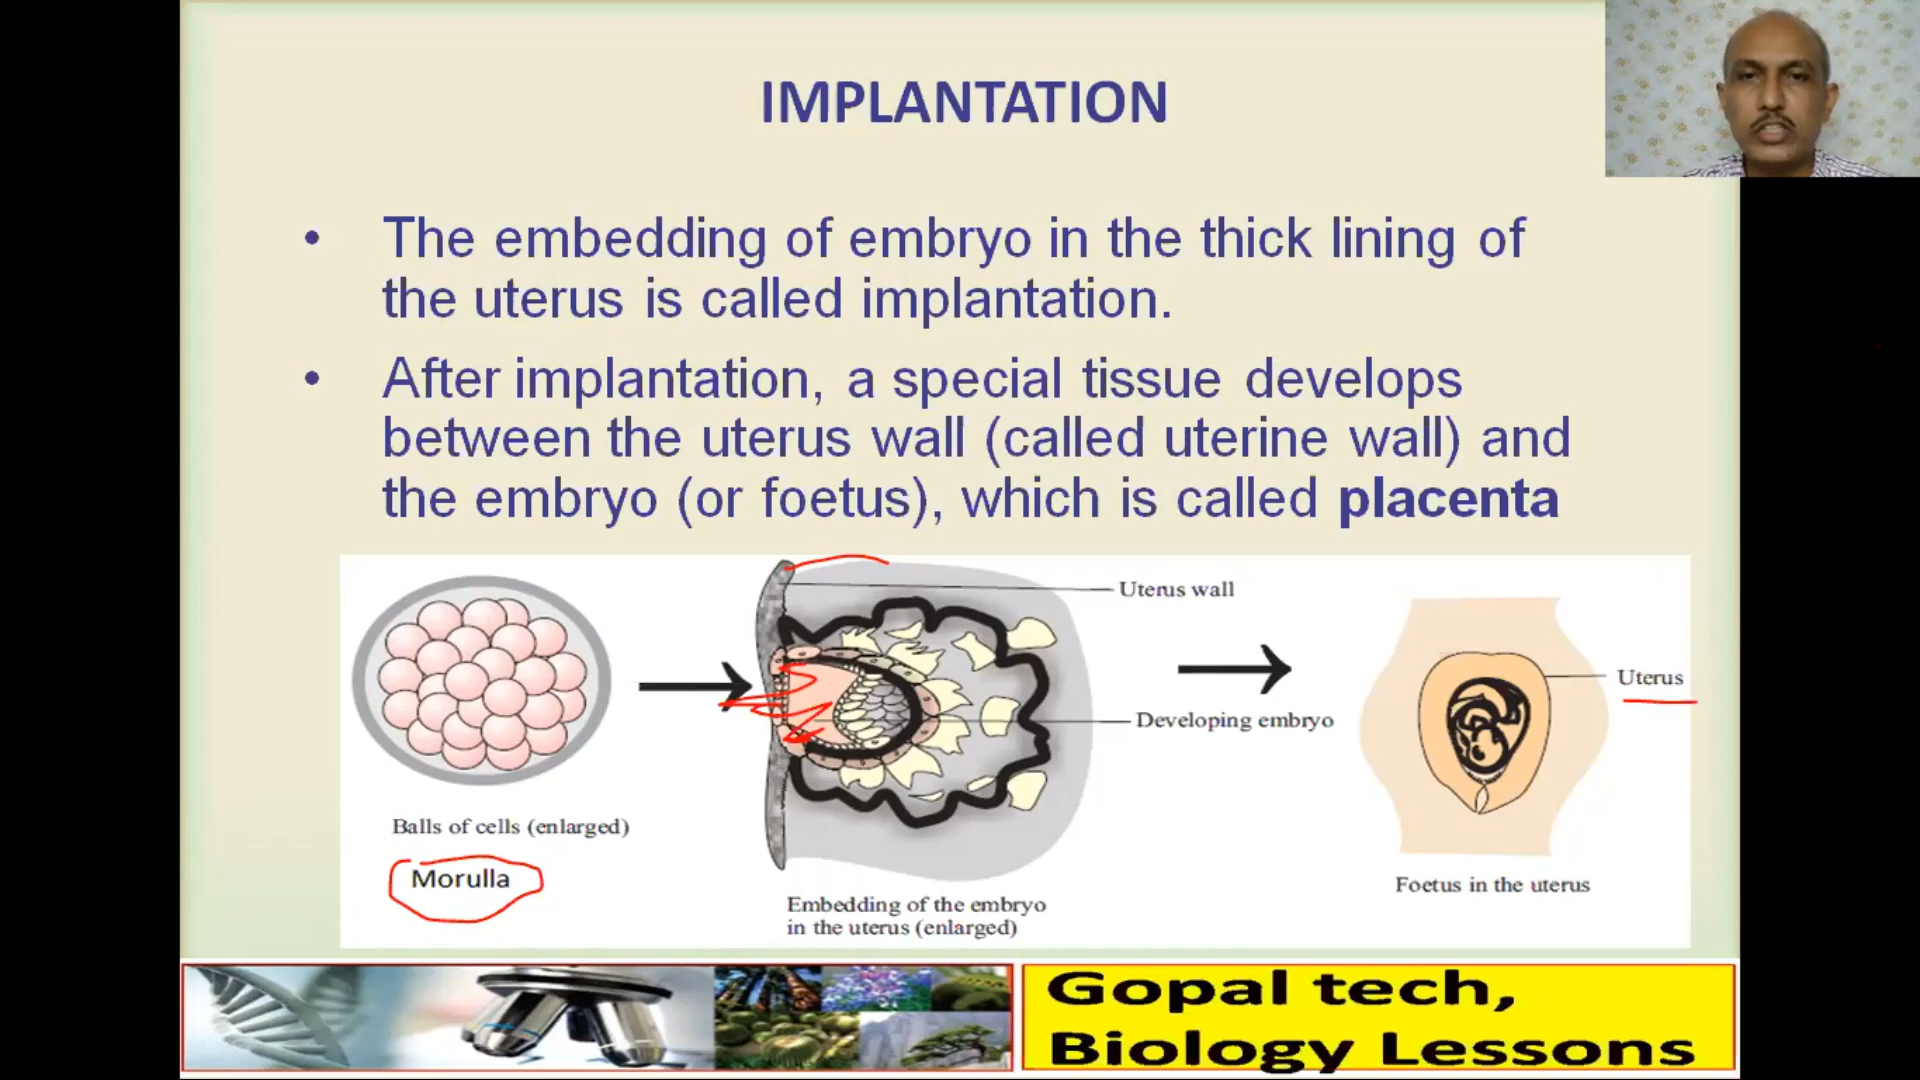 IMPLANTATION
• The embedding of embryo in the thick lining of
the uterus is called implantation.
• After implantation, a special tissue develops
between the uterus wall (called uterine wall) and
the embryo (or foetus), which is called placenta
Uterus wall
Developing embryo
Uterus
Balls of cells (enlarged)
Morulla
Embedding of the embryo
in the uterus (enlarged)
Foetus in the uterus
Gopal tech,
Biology Lessons